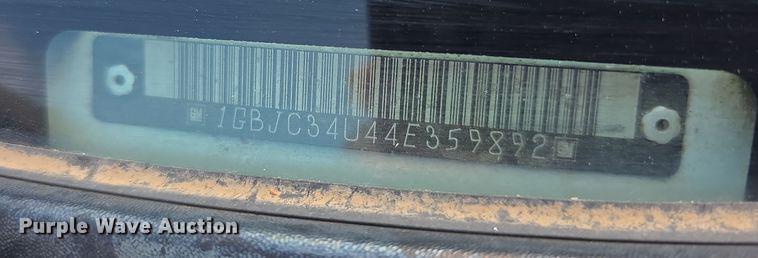 1GBJC34U44E359892
Purple Wave Auction